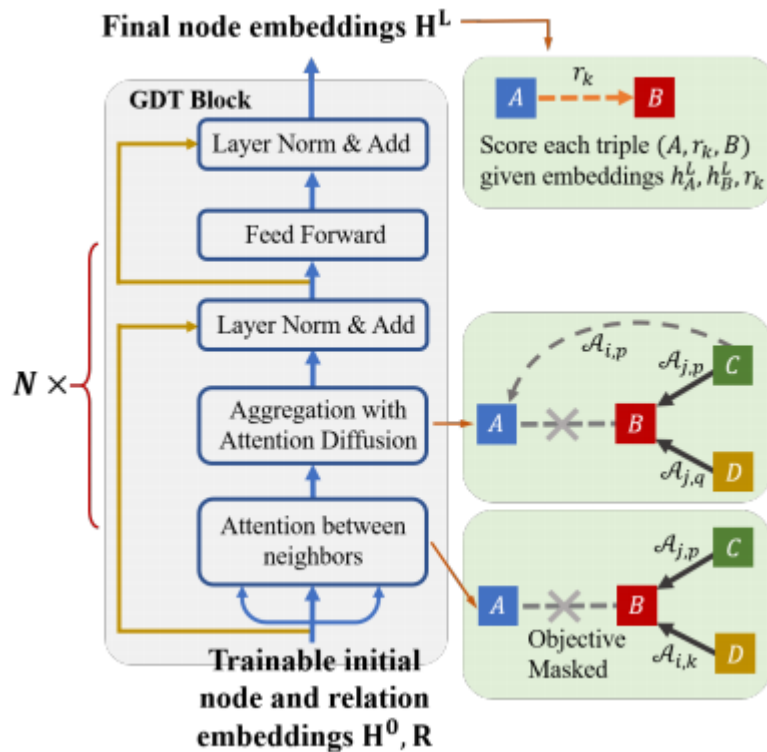 Final node embeddings H^L
GDT Block
Layer Norm & Add
Feed Forward
Layer Norm & Add
N ×
Aggregation with
Attention Diffusion
Attention between
neighbors
Trainable initial
node and relation
embeddings H^0, R
r_k
A
B
Score each triple (A, r_k, B)
given embeddings h_A^L, h_B^L, r_k
𝒜_{i,p}
𝒜_{j,p}
C
A
B
𝒜_{j,q}
D
𝒜_{j,p}
C
A
B
Objective
Masked
𝒜_{i,k}
D